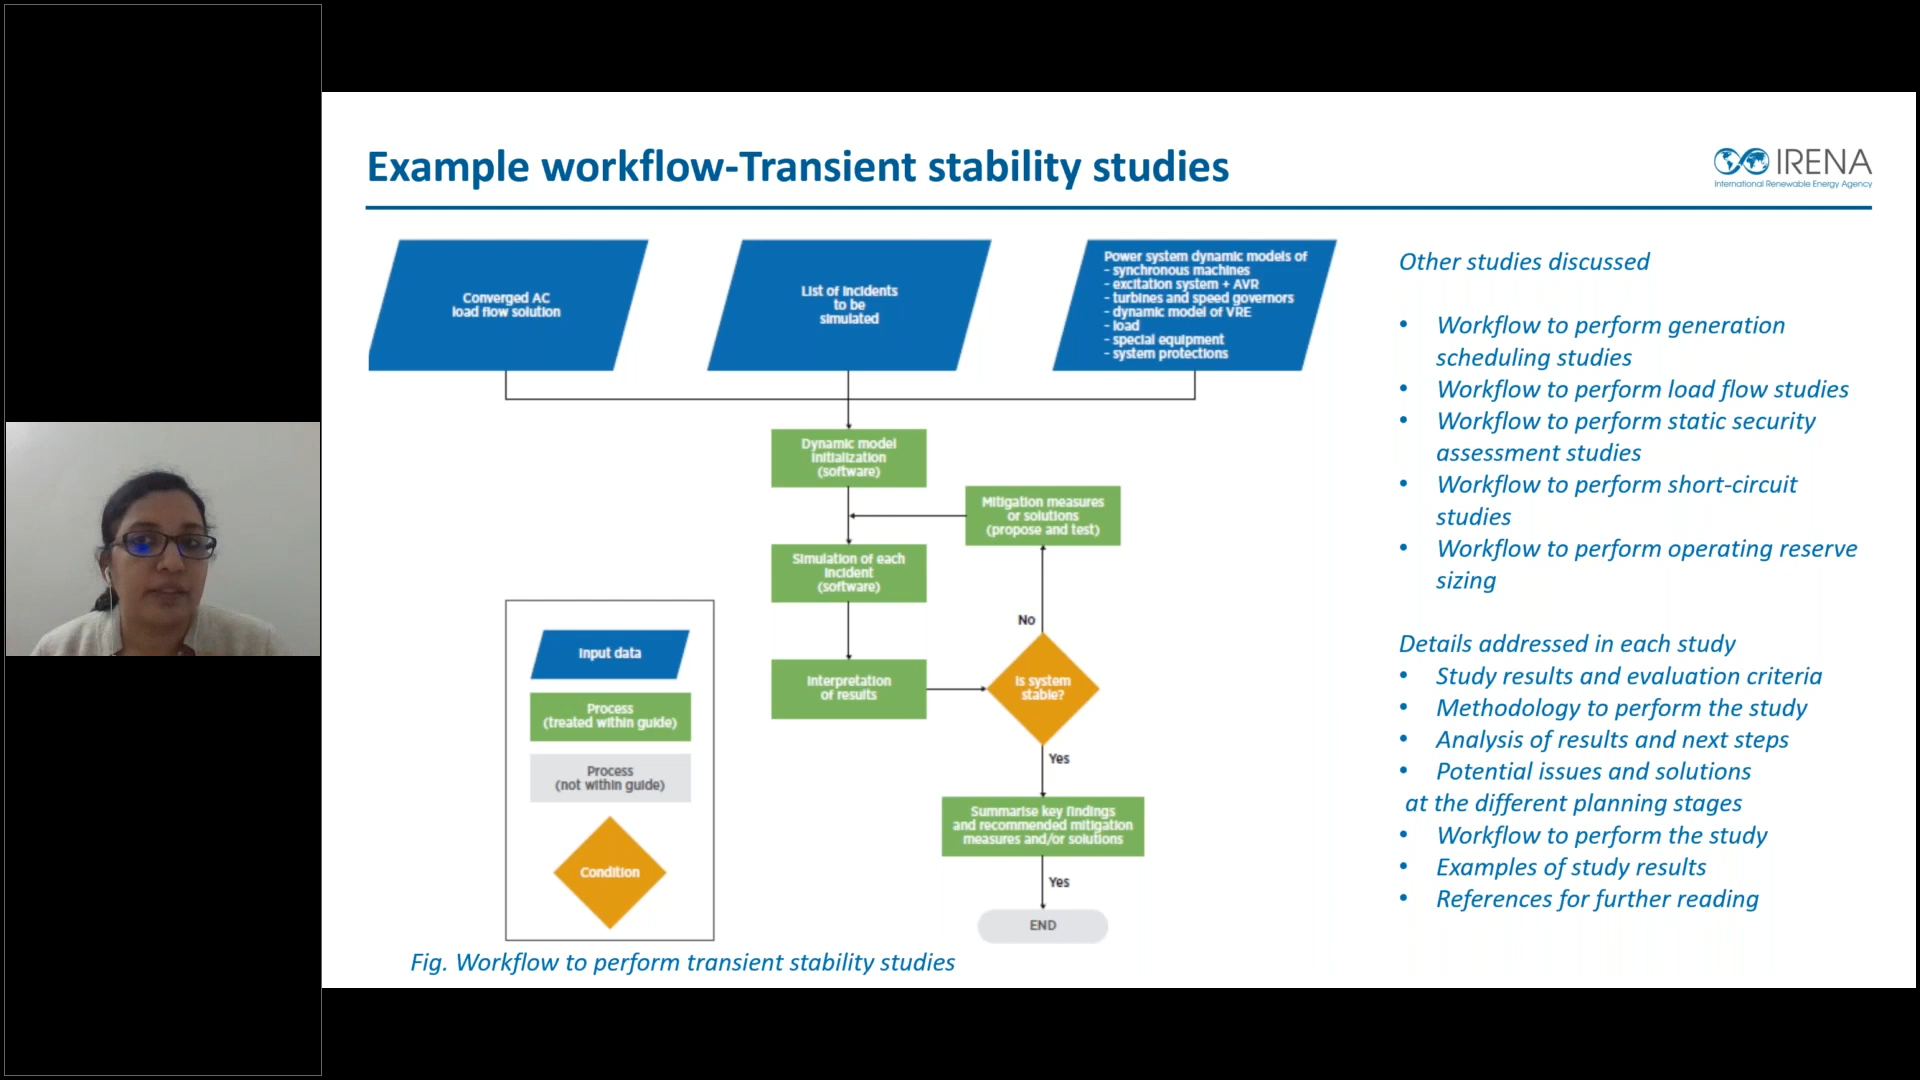 Example workflow-Transient stability studies
IRENA
International Renewable Energy Agency
Converged AC
load flow solution
List of incidents
to be
simulated
Power system dynamic models of
- synchronous machines
- excitation system + AVR
- turbines and speed governors
- dynamic model of VRE
- load
- special equipment
- system protections
Dynamic model
initialization
(software)
Mitigation measures
or solutions
(propose and test)
Simulation of each
incident
(software)
No
Interpretation
of results
Is system
stable?
Yes
Summarise key findings
and recommended mitigation
measures and/or solutions
Yes
END
Input data
Process
(treated within guide)
Process
(not within guide)
Condition
Fig. Workflow to perform transient stability studies
Other studies discussed
• Workflow to perform generation
scheduling studies
• Workflow to perform load flow studies
• Workflow to perform static security
assessment studies
• Workflow to perform short-circuit
studies
• Workflow to perform operating reserve
sizing
Details addressed in each study
• Study results and evaluation criteria
• Methodology to perform the study
• Analysis of results and next steps
• Potential issues and solutions
at the different planning stages
• Workflow to perform the study
• Examples of study results
• References for further reading